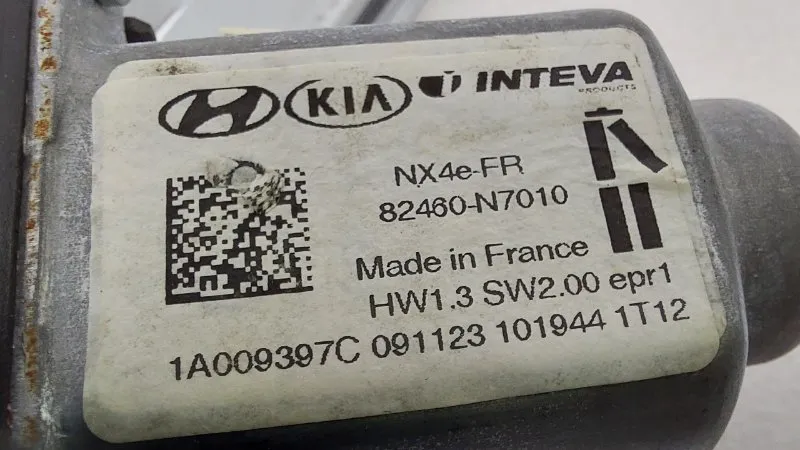 KIA INTEVA
PRODUCTS
NX4e-FR
82460-N7010
Made in France
HW1.3 SW2.00 epr1
1A009397C 091123 101944 1T12